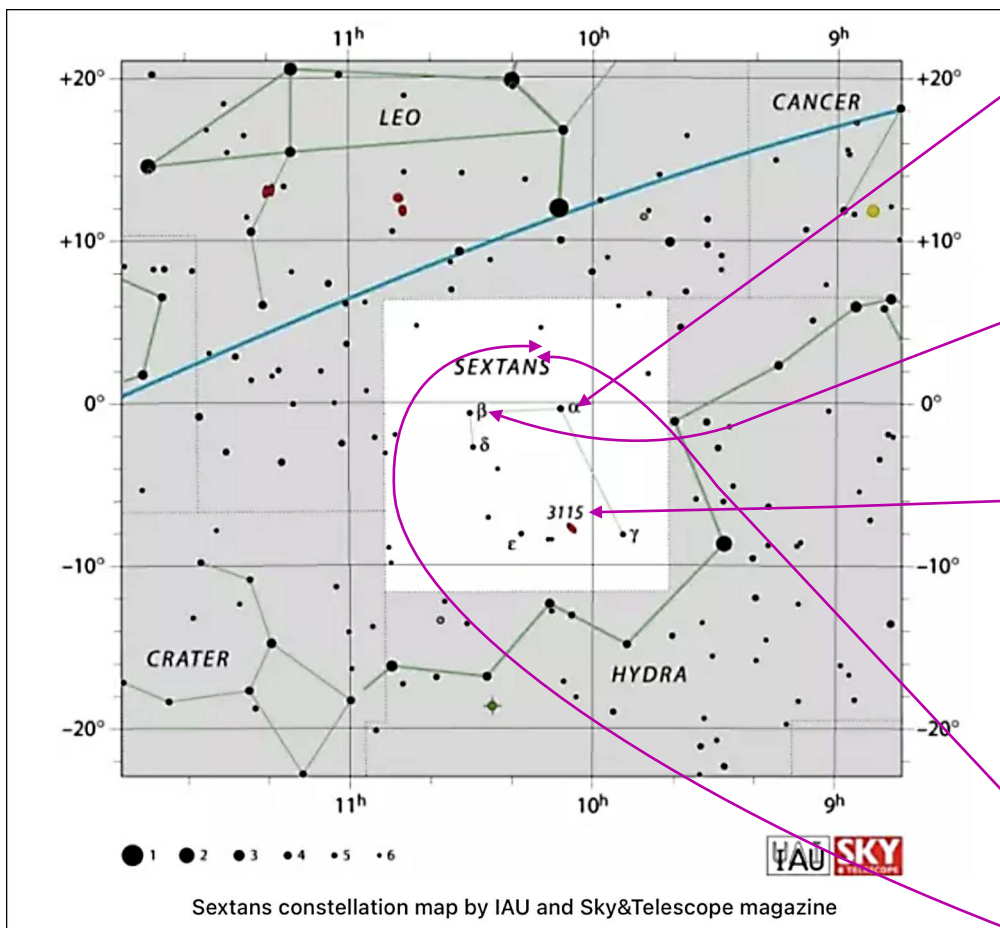 11ʰ 10ʰ 9ʰ
+20° +20°
CANCER
LEO
+10° +10°
SEXTANS
0° β α 0°
δ
3115
ε γ
−10° −10°
CRATER
HYDRA
−20° −20°
11ʰ 10ʰ 9ʰ
1 2 3 4 5 6
IAU SKY
& TELESCOPE
Sextans constellation map by IAU and Sky&Telescope magazine